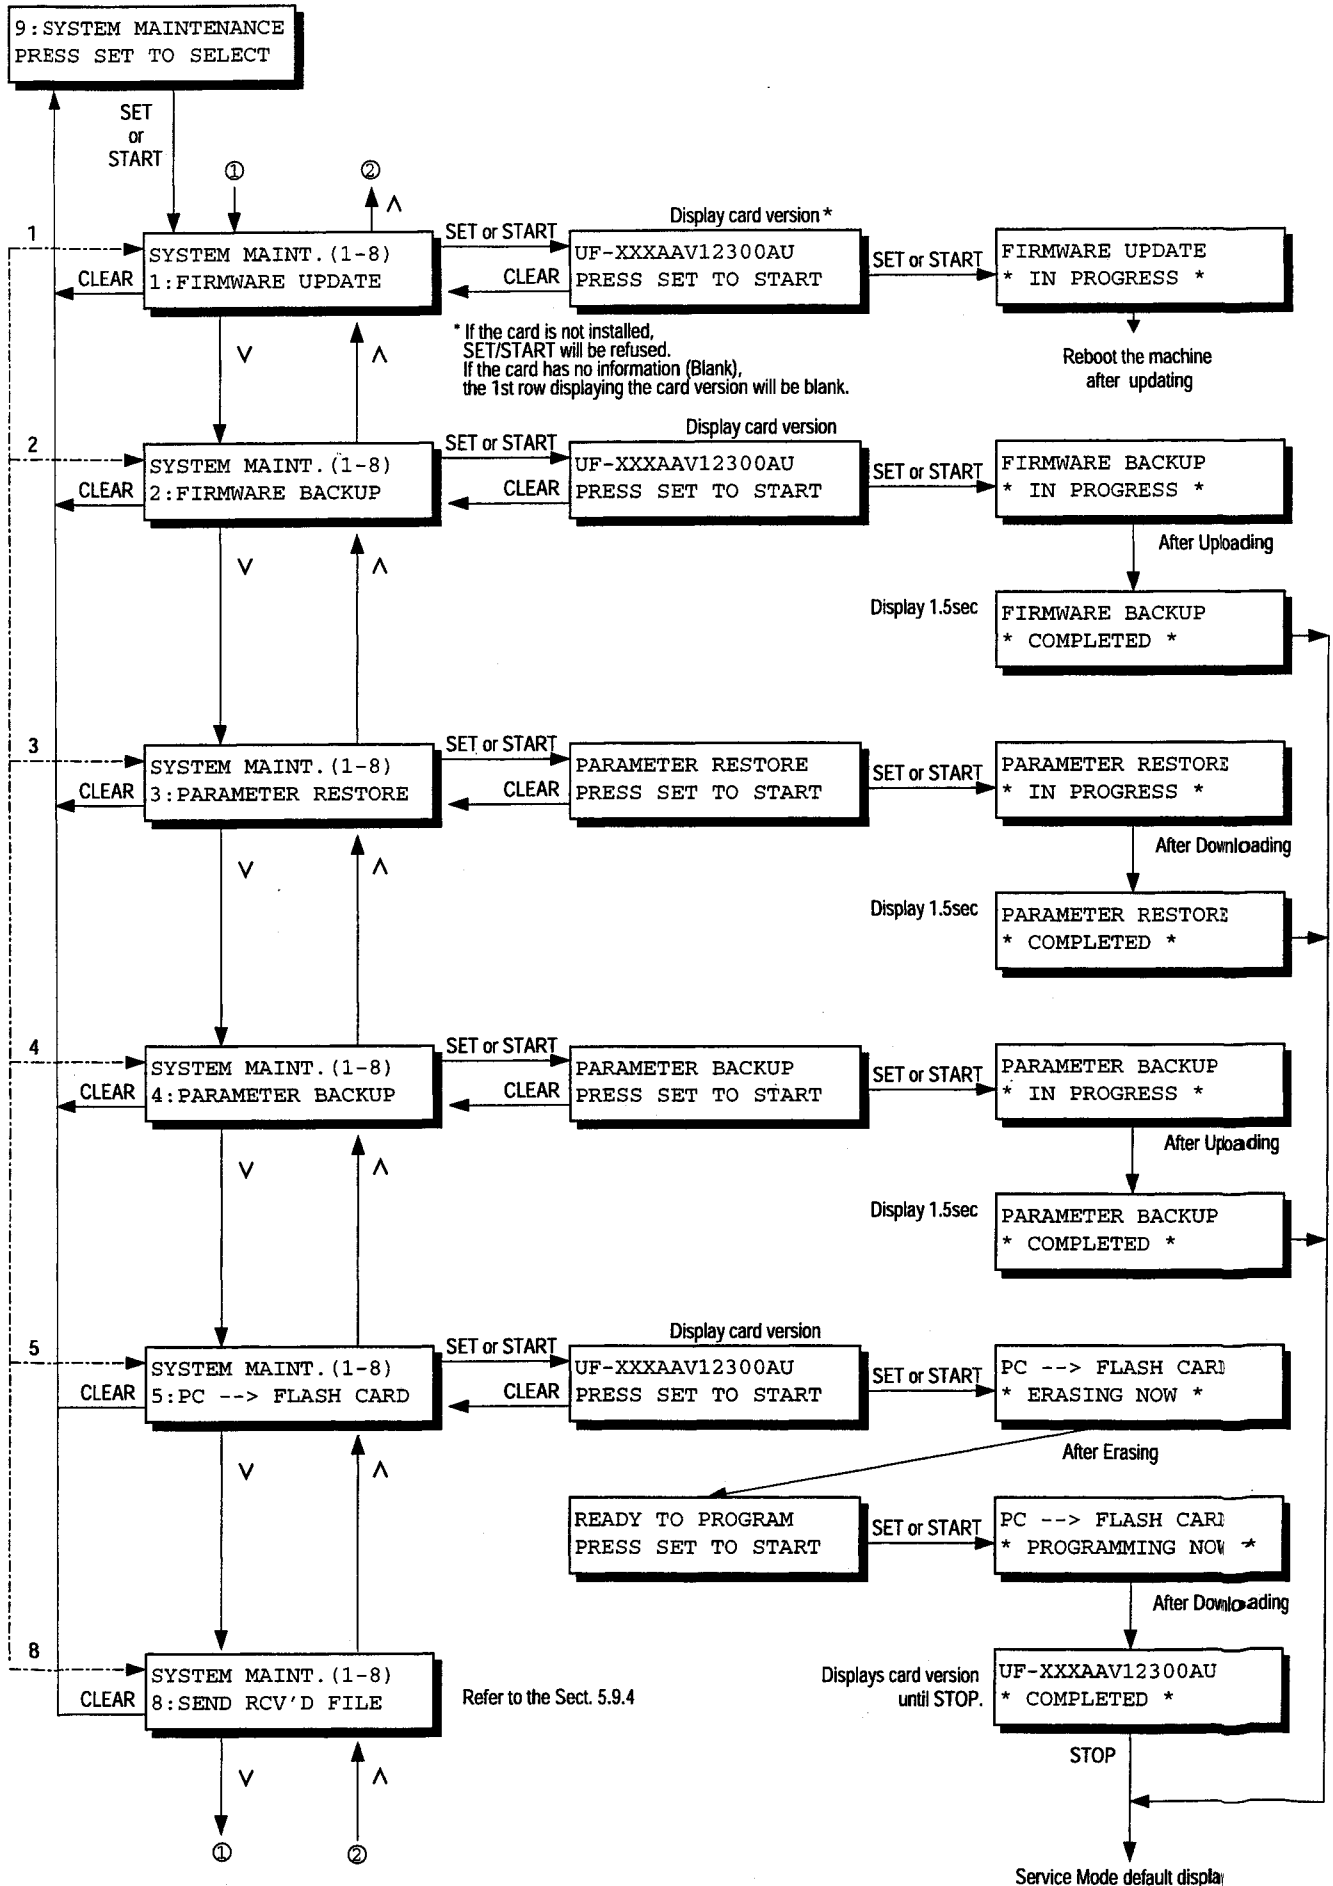 9:SYSTEM MAINTENANCE
PRESS SET TO SELECT
SET
or
START
①
②
∧
1
SYSTEM MAINT.(1-8)
1:FIRMWARE UPDATE
CLEAR
SET or START
CLEAR
Display card version *
UF-XXXAAV12300AU
PRESS SET TO START
SET or START
FIRMWARE UPDATE
* IN PROGRESS *
∨
∧
* If the card is not installed,
SET/START will be refused.
If the card has no information (Blank),
the 1st row displaying the card version will be blank.
Reboot the machine
after updating
2
SYSTEM MAINT.(1-8)
2:FIRMWARE BACKUP
CLEAR
SET or START
CLEAR
Display card version
UF-XXXAAV12300AU
PRESS SET TO START
SET or START
FIRMWARE BACKUP
* IN PROGRESS *
∨
∧
After Uploading
Display 1.5sec
FIRMWARE BACKUP
* COMPLETED *
3
SYSTEM MAINT.(1-8)
3:PARAMETER RESTORE
CLEAR
SET or START
CLEAR
PARAMETER RESTORE
PRESS SET TO START
SET or START
PARAMETER RESTORE
* IN PROGRESS *
∨
∧
After Downloading
Display 1.5sec
PARAMETER RESTORE
* COMPLETED *
4
SYSTEM MAINT.(1-8)
4:PARAMETER BACKUP
CLEAR
SET or START
CLEAR
PARAMETER BACKUP
PRESS SET TO START
SET or START
PARAMETER BACKUP
* IN PROGRESS *
∨
∧
After Uploading
Display 1.5sec
PARAMETER BACKUP
* COMPLETED *
5
SYSTEM MAINT.(1-8)
5:PC --> FLASH CARD
CLEAR
SET or START
CLEAR
Display card version
UF-XXXAAV12300AU
PRESS SET TO START
SET or START
PC --> FLASH CARD
* ERASING NOW *
∨
∧
After Erasing
READY TO PROGRAM
PRESS SET TO START
SET or START
PC --> FLASH CARD
* PROGRAMMING NOW *
After Downloading
8
SYSTEM MAINT.(1-8)
8:SEND RCV'D FILE
CLEAR
Refer to the Sect. 5.9.4
Displays card version
until STOP.
UF-XXXAAV12300AU
* COMPLETED *
∨
∧
STOP
①
②
Service Mode default display